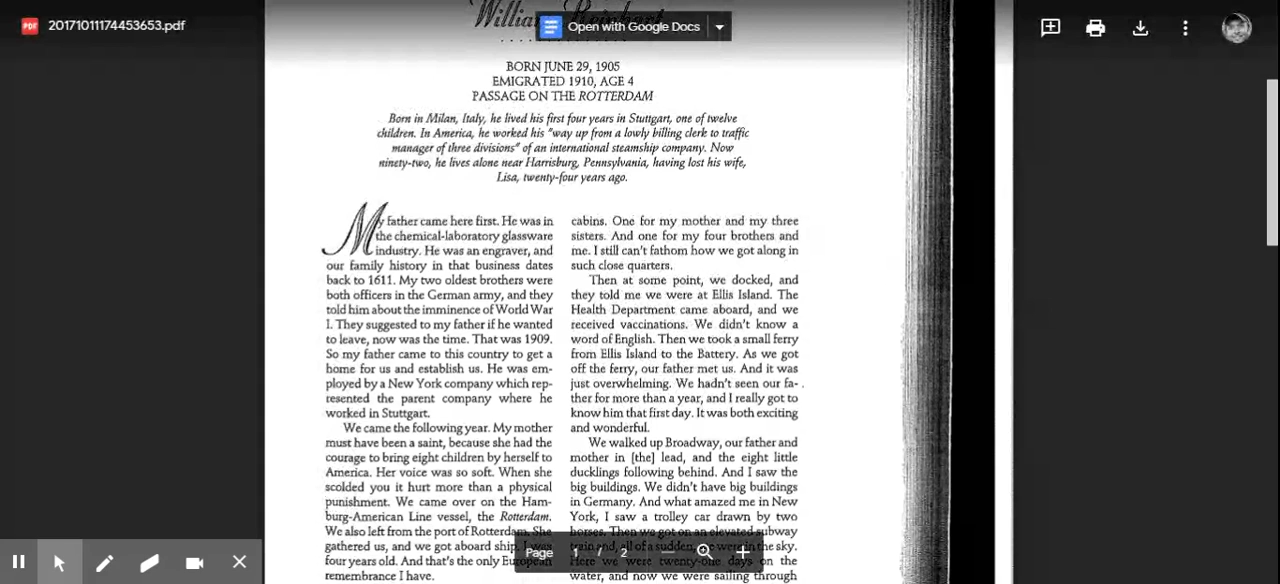 20171011174453653.pdf
PDF
Open with Google Docs
BORN JUNE 29, 1905
EMIGRATED 1910, AGE 4
PASSAGE ON THE ROTTERDAM
Born in Milan, Italy, he lived his first four years in Stuttgart, one of twelve
children. In America, he worked his "way up from a lowly billing clerk to traffic
manager of three divisions" of an international steamship company. Now
ninety-two, he lives alone near Harrisburg, Pennsylvania, having lost his wife,
Lisa, twenty-four years ago.
My father came here first. He was in
the chemical-laboratory glassware
industry. He was an engraver, and
our family history in that business dates
back to 1611. My two oldest brothers were
both officers in the German army, and they
told him about the imminence of World War
I. They suggested to my father if he wanted
to leave, now was the time. That was 1909.
So my father came to this country to get a
home for us and establish us. He was em-
ployed by a New York company which rep-
resented the parent company where he
worked in Stuttgart.
We came the following year. My mother
must have been a saint, because she had the
courage to bring eight children by herself to
America. Her voice was so soft. When she
scolded you it hurt more than a physical
punishment. We came over on the Ham-
burg-American Line vessel, the Rotterdam.
We also left from the port of Rotterdam. She
gathered us, and we got aboard ship. I was
four years old. And that's the only European
remembrance I have.
cabins. One for my mother and my three
sisters. And one for my four brothers and
me. I still can't fathom how we got along in
such close quarters.
Then at some point, we docked, and
they told me we were at Ellis Island. The
Health Department came aboard, and we
received vaccinations. We didn't know a
word of English. Then we took a small ferry
from Ellis Island to the Battery. As we got
off the ferry, our father met us. And it was
just overwhelming. We hadn't seen our fa-
ther for more than a year, and I really got to
know him that first day. It was both exciting
and wonderful.
We walked up Broadway, our father and
mother in [the] lead, and the eight little
ducklings following behind. And I saw the
big buildings. We didn't have big buildings
in Germany. And what amazed me in New
York, I saw a trolley car drawn by two
horses. Then we got on an elevated subway
train and, all of a sudden, we were in the sky.
Here we were twenty-one days on the
water, and now we were sailing through
Page 1 / 2